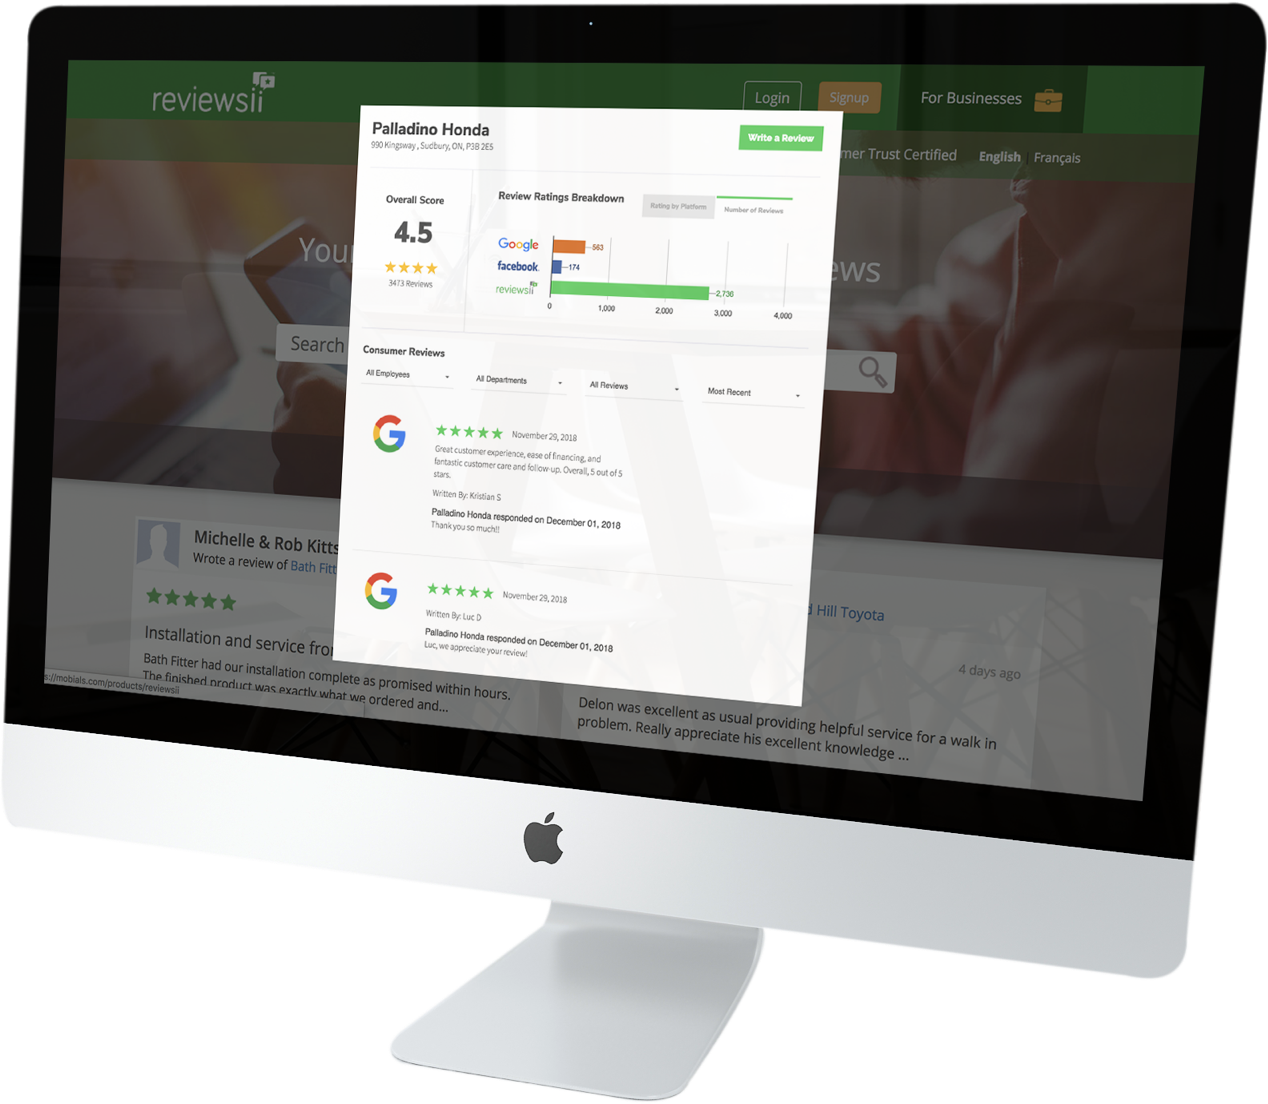 reviewsii
Login
Signup
For Businesses
mer Trust Certified
English
Français
Your
ews
Search
Palladino Honda
990 Kingsway , Sudbury, ON, P3B 2E5
Write a Review
Overall Score
4.5
3473 Reviews
Review Ratings Breakdown
Rating by Platform
Number of Reviews
Google
563
facebook.
174
reviewsii
2,736
0
1,000
2,000
3,000
4,000
Consumer Reviews
All Employees
All Departments
All Reviews
Most Recent
November 29, 2018
Great customer experience, ease of financing, and
fantastic customer care and follow-up. Overall, 5 out of 5
stars.
Written By: Kristian S
Palladino Honda responded on December 01, 2018
Thank you so much!!
November 29, 2018
Written By: Luc D
Palladino Honda responded on December 01, 2018
Luc, we appreciate your review!
Michelle & Rob Kitts
Wrote a review of Bath Fitt
Installation and service fro
Bath Fitter had our installation complete as promised within hours.
The finished product was exactly what we ordered and...
s://mobials.com/products/reviewsii
d Hill Toyota
4 days ago
Delon was excellent as usual providing helpful service for a walk in
problem. Really appreciate his excellent knowledge ...